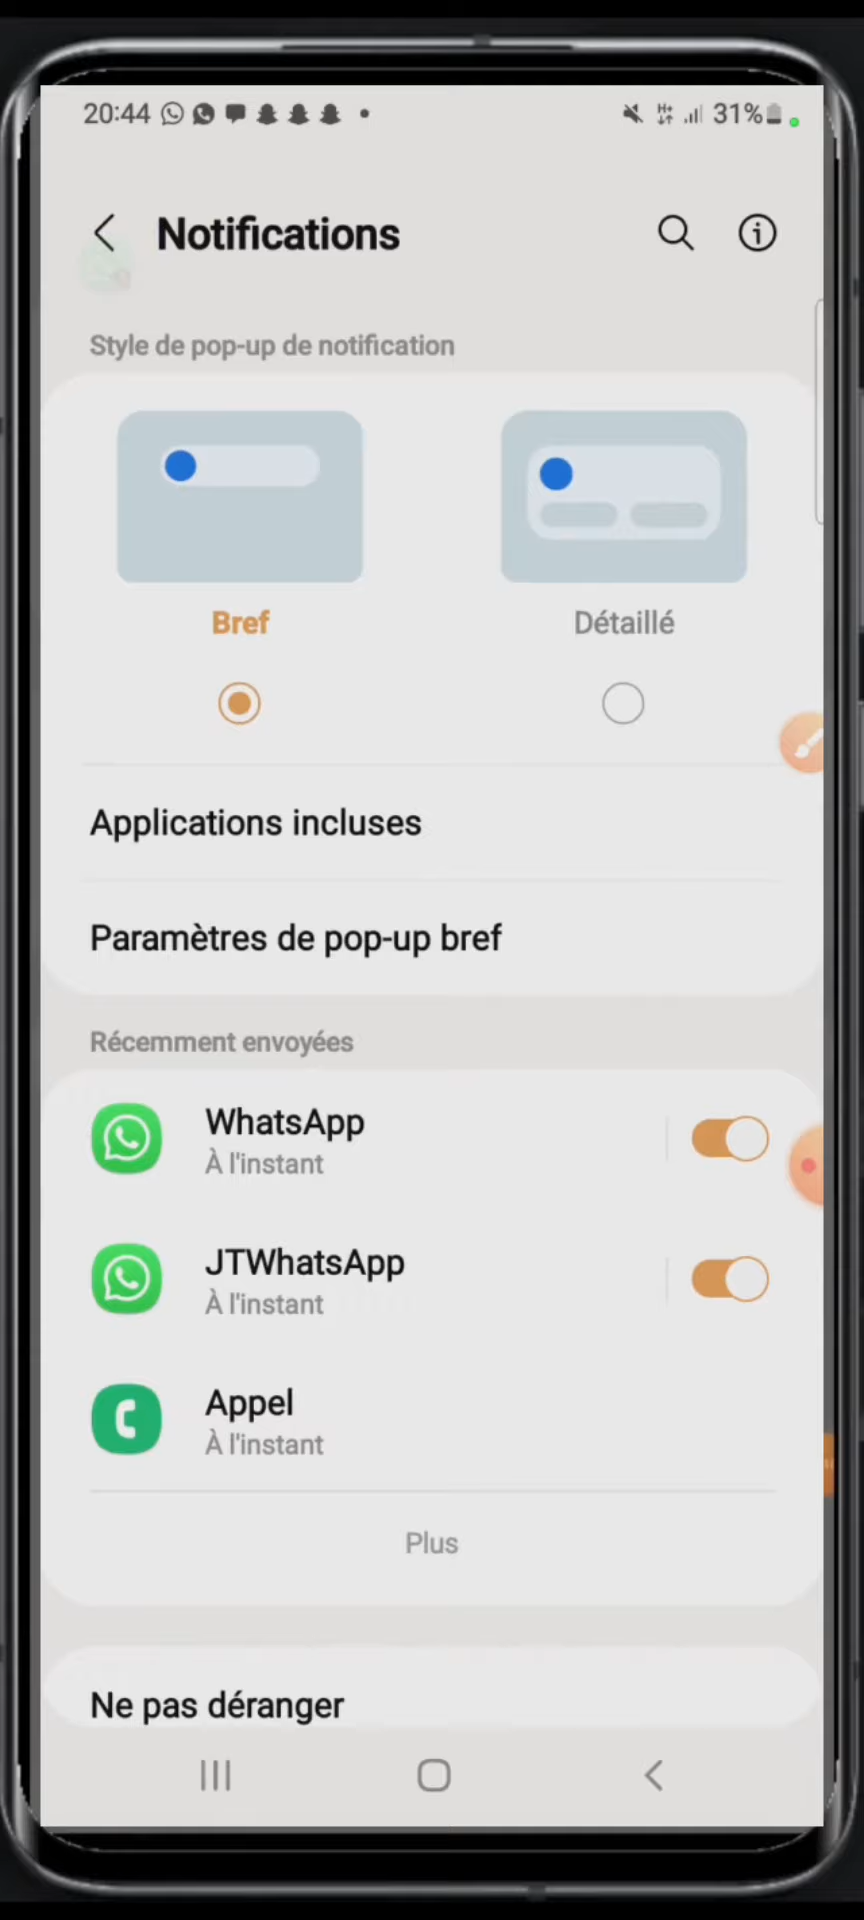 20:44
31%
Notifications
Style de pop-up de notification
Bref
Détaillé
Applications incluses
Paramètres de pop-up bref
Récemment envoyées
WhatsApp
À l'instant
JTWhatsApp
À l'instant
Appel
À l'instant
Plus
Ne pas déranger